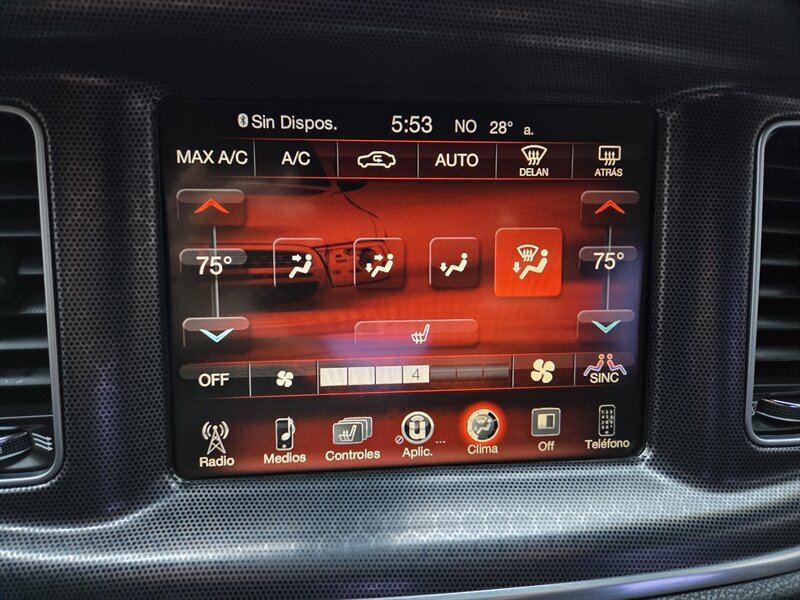 Sin Dispos. 5:53 NO 28° a.
MAX A/C A/C AUTO DELAN ATRÁS
75° 75°
OFF 4 SINC
Radio Medios Controles Aplic. ... Clima Off Teléfono